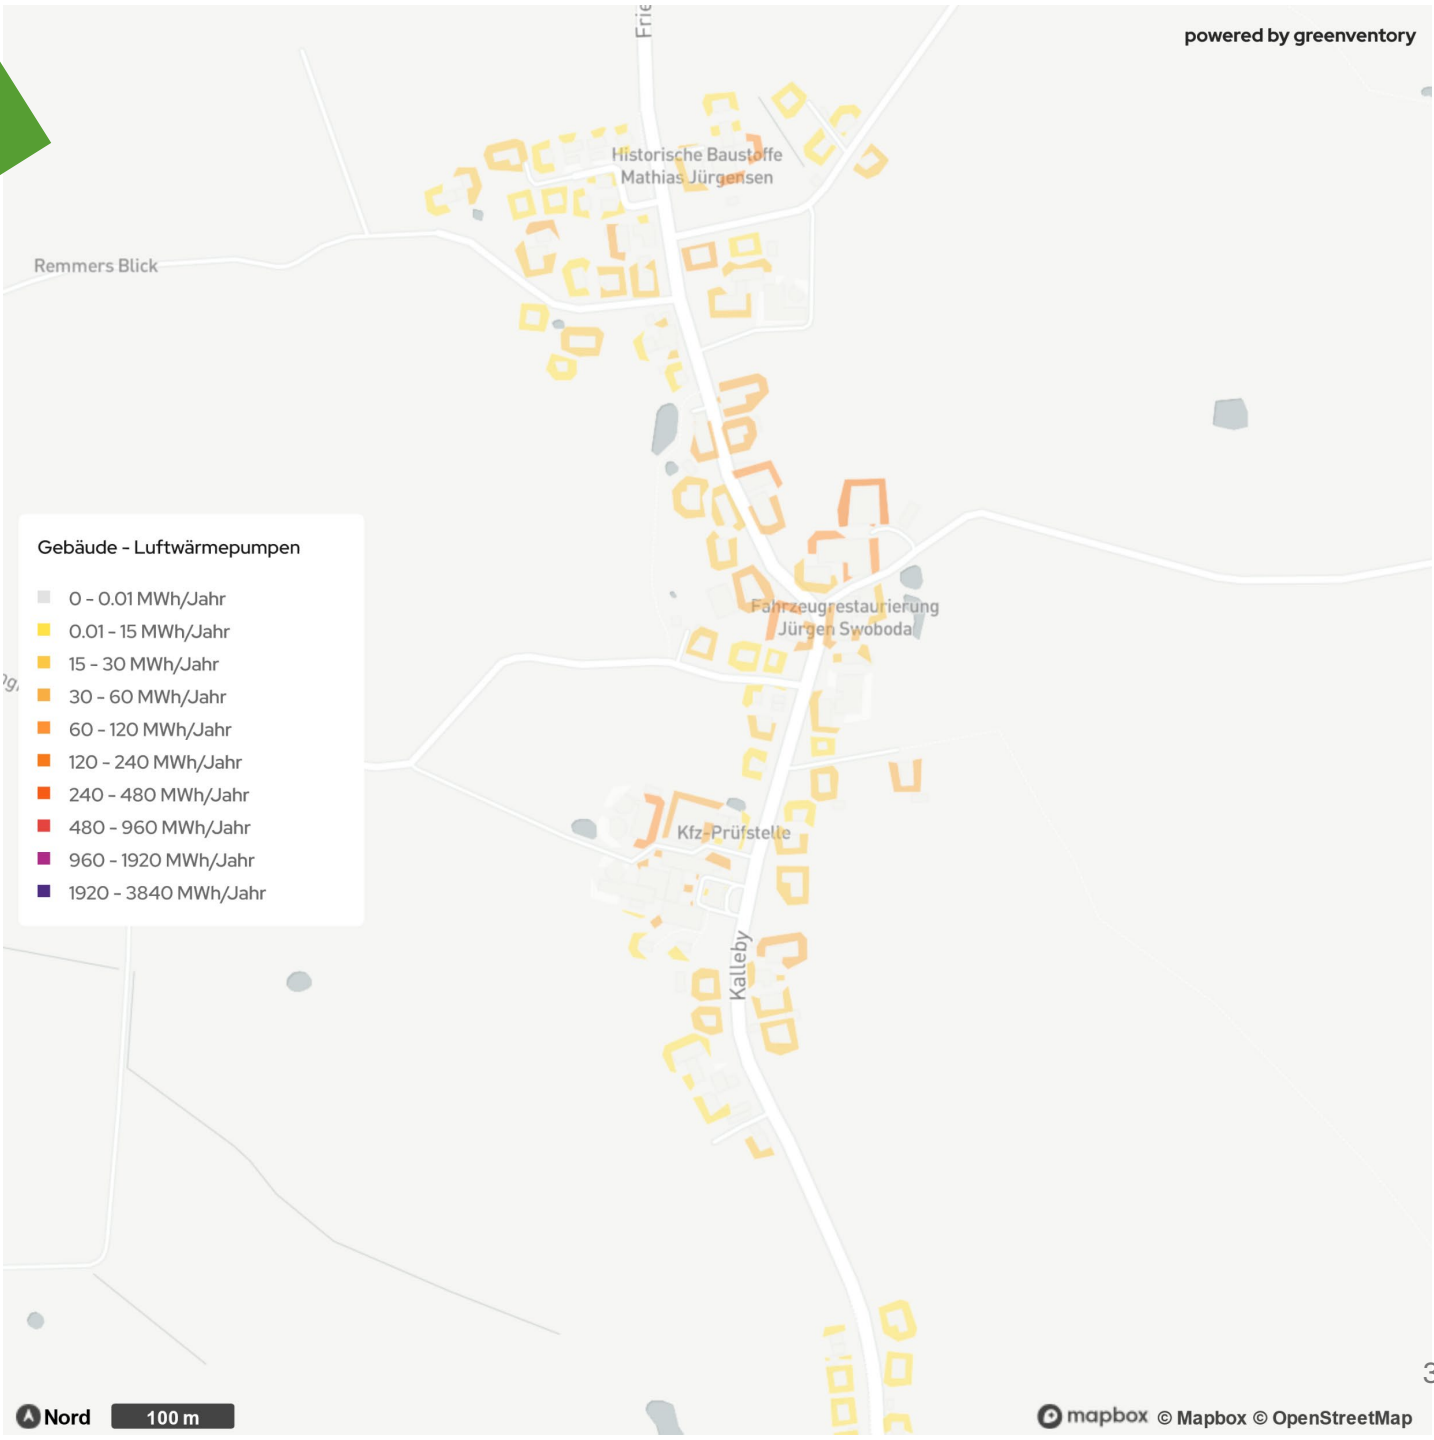 Frie
powered by greenventory
Historische Baustoffe
Mathias Jürgensen
Remmers Blick
Gebäude - Luftwärmepumpen
0 - 0.01 MWh/Jahr
0.01 - 15 MWh/Jahr
15 - 30 MWh/Jahr
30 - 60 MWh/Jahr
60 - 120 MWh/Jahr
120 - 240 MWh/Jahr
240 - 480 MWh/Jahr
480 - 960 MWh/Jahr
960 - 1920 MWh/Jahr
1920 - 3840 MWh/Jahr
Fahrzeugrestaurierung
Jürgen Swoboda
Kfz-Prüfstelle
Kalleby
3
Nord
100 m
mapbox © Mapbox © OpenStreetMap